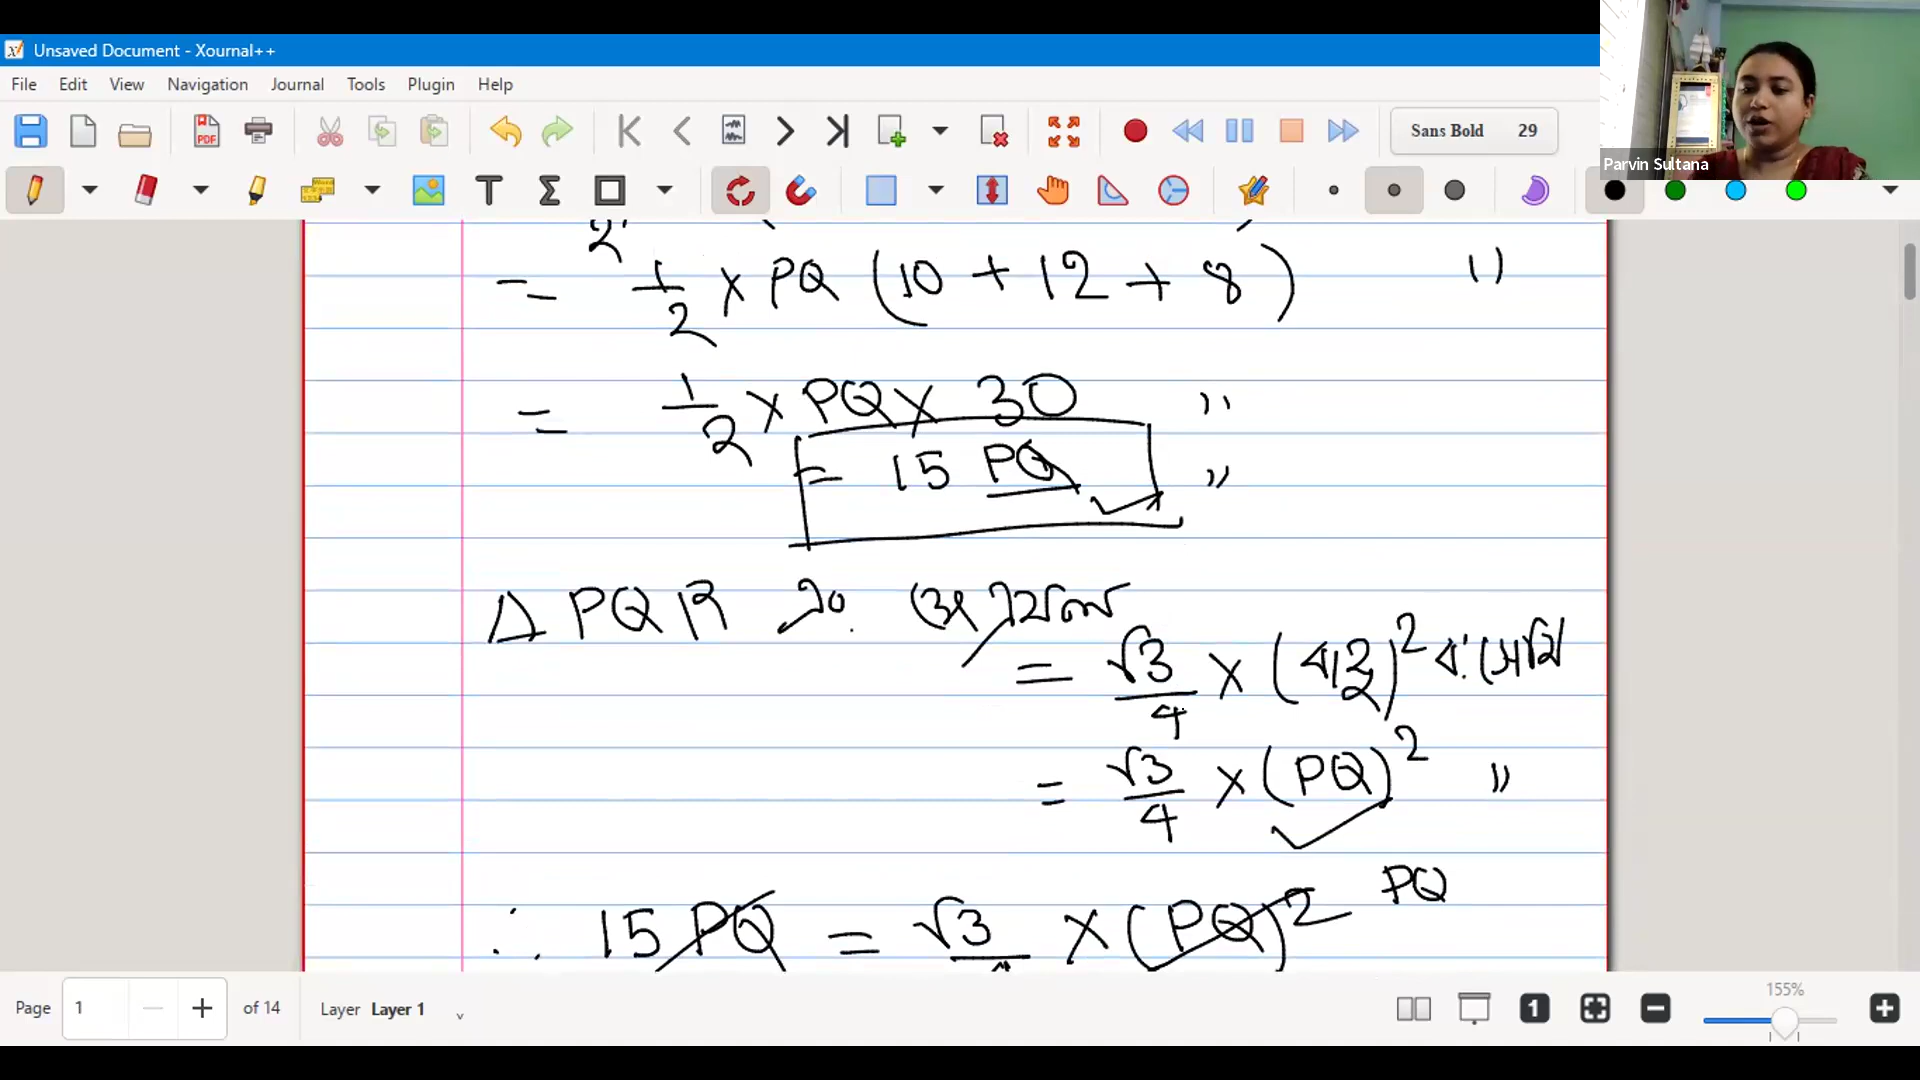 Unsaved Document - Xournal++
File Edit View Navigation Journal Tools Plugin Help
Sans Bold 29
Parvin Sultana
= 1/2 × PQ (10 + 12 + 8) ''
= 1/2 × PQ × 30 ''
= 15 PQ ''
Δ PQR এর ক্ষেত্রফল
= √3/4 × (বাহু)² ব.
= √3/4 × (PQ)² ''
∴ 15 PQ = √3 × (PQ)² PQ
Page 1 of 14 Layer Layer 1 155%